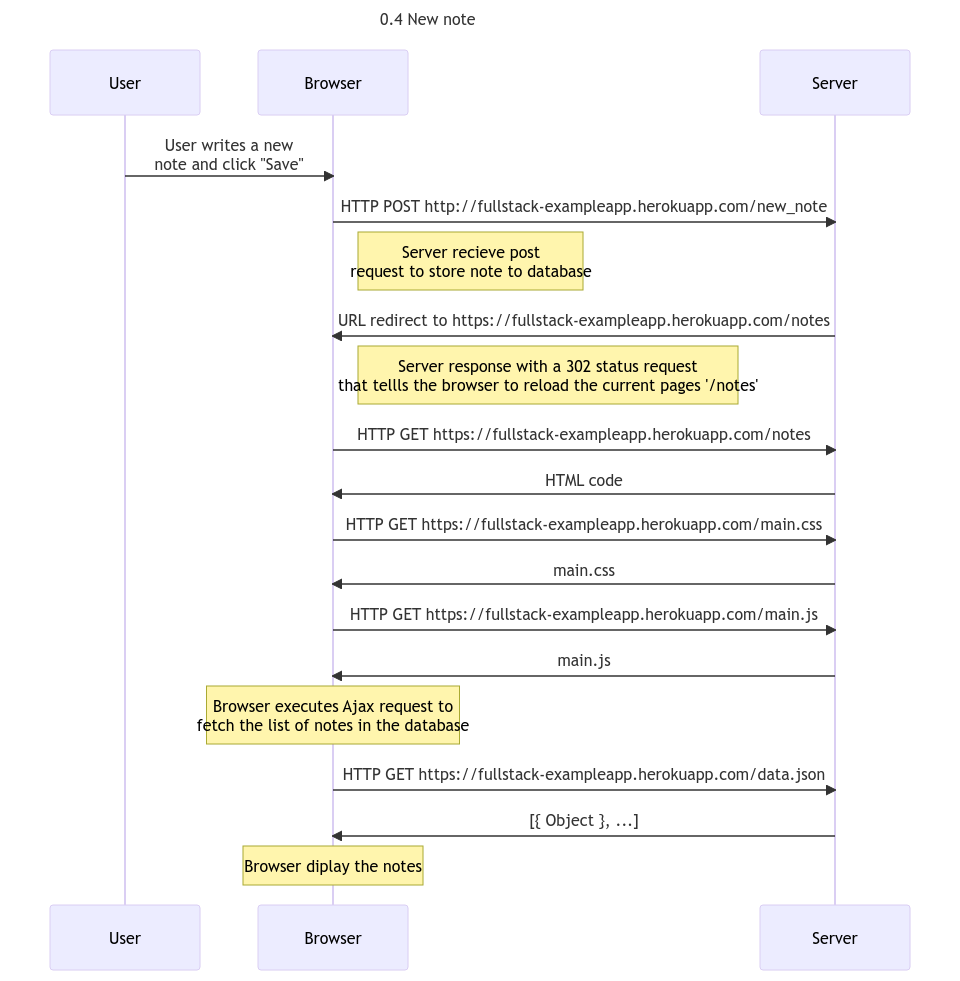 0.4 New note
User
Browser
Server
User writes a new
note and click "Save"
HTTP POST http://fullstack-exampleapp.herokuapp.com/new_note
Server recieve post
request to store note to database
URL redirect to https://fullstack-exampleapp.herokuapp.com/notes
Server response with a 302 status request
that tellls the browser to reload the current pages '/notes'
HTTP GET https://fullstack-exampleapp.herokuapp.com/notes
HTML code
HTTP GET https://fullstack-exampleapp.herokuapp.com/main.css
main.css
HTTP GET https://fullstack-exampleapp.herokuapp.com/main.js
main.js
Browser executes Ajax request to
fetch the list of notes in the database
HTTP GET https://fullstack-exampleapp.herokuapp.com/data.json
[{ Object }, ...]
Browser diplay the notes
User
Browser
Server